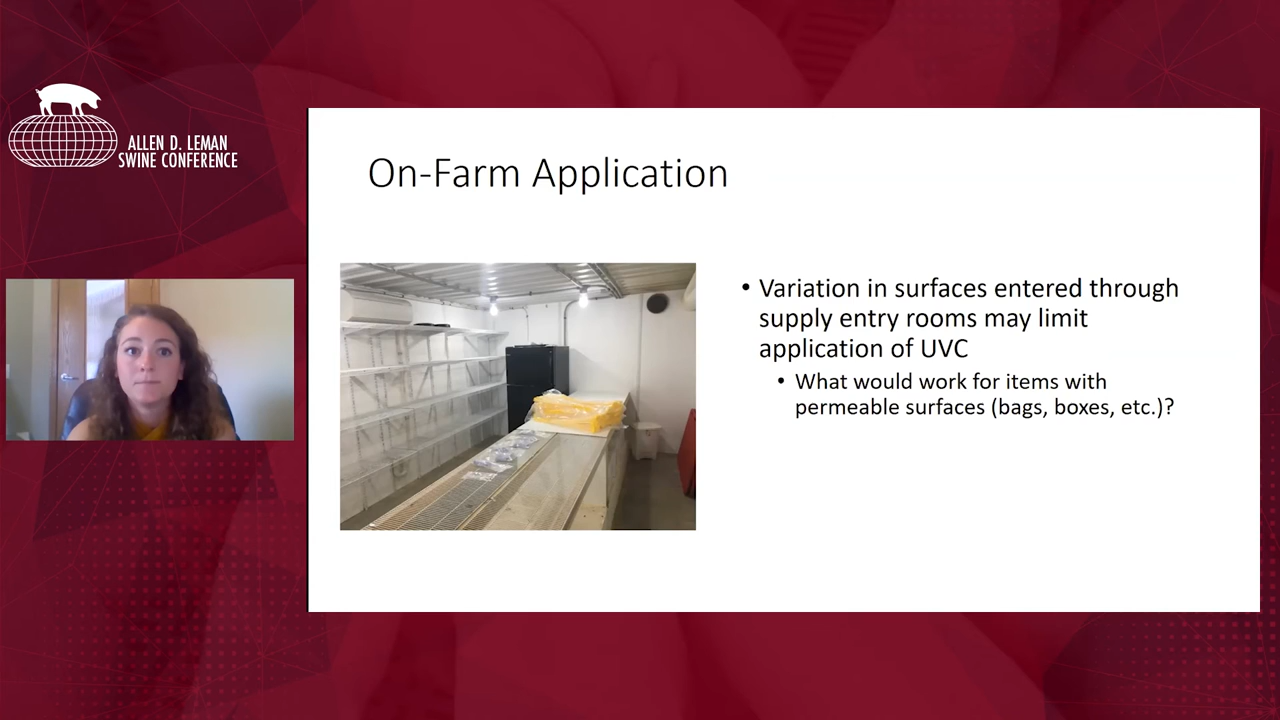 ALLEN D. LEMAN
SWINE CONFERENCE
On-Farm Application
• Variation in surfaces entered through
supply entry rooms may limit
application of UVC
• What would work for items with
permeable surfaces (bags, boxes, etc.)?